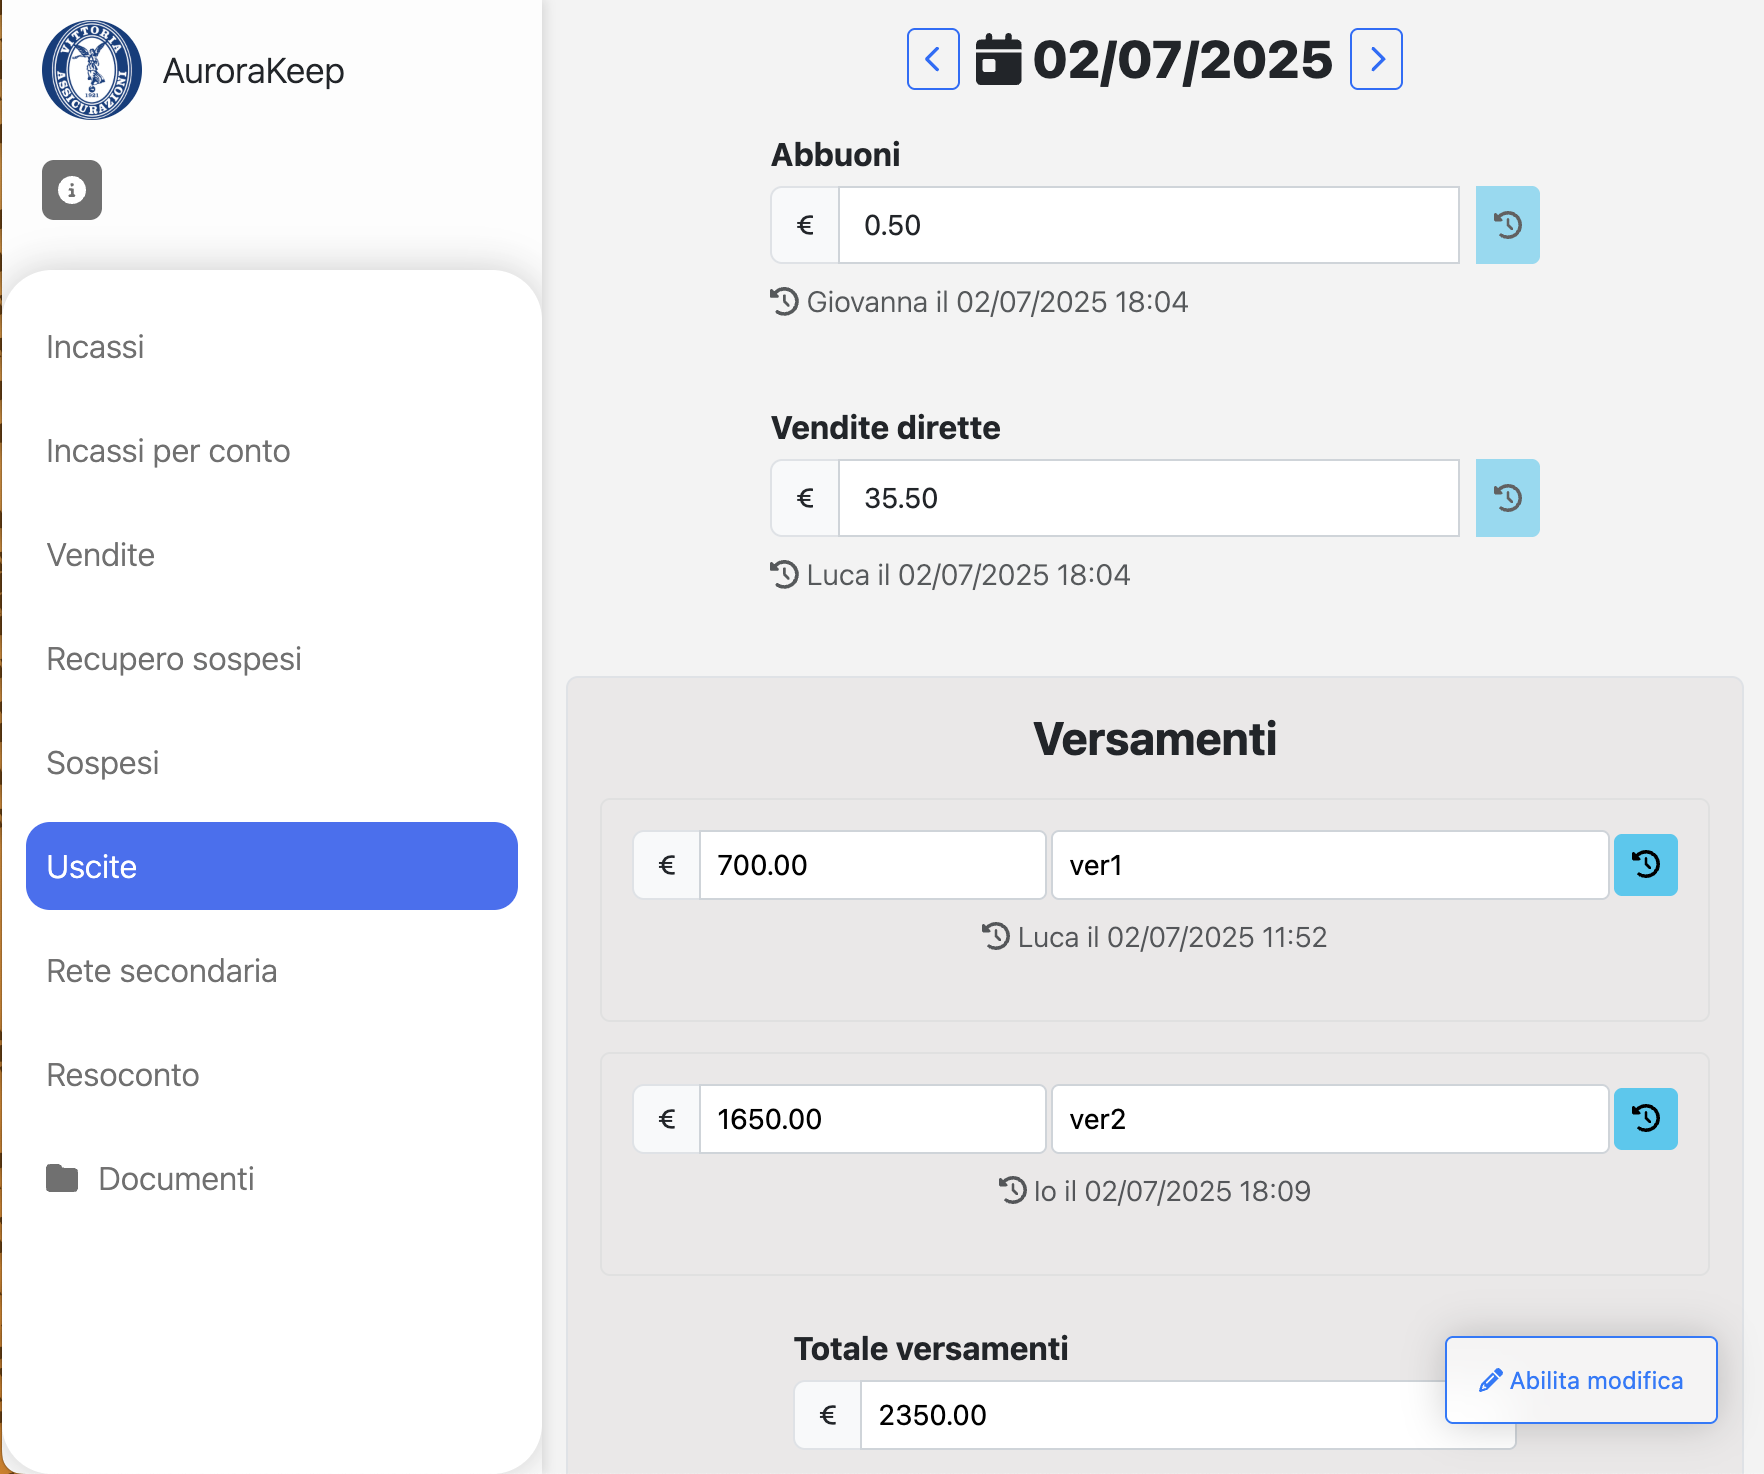 VITTORIA
ASSICURAZIONI
1921
AuroraKeep
Incassi
Incassi per conto
Vendite
Recupero sospesi
Sospesi
Uscite
Rete secondaria
Resoconto
Documenti
02/07/2025
Abbuoni
€ 0.50
Giovanna il 02/07/2025 18:04
Vendite dirette
€ 35.50
Luca il 02/07/2025 18:04
Versamenti
€ 700.00 ver1
Luca il 02/07/2025 11:52
€ 1650.00 ver2
Io il 02/07/2025 18:09
Totale versamenti
€ 2350.00
Abilita modifica